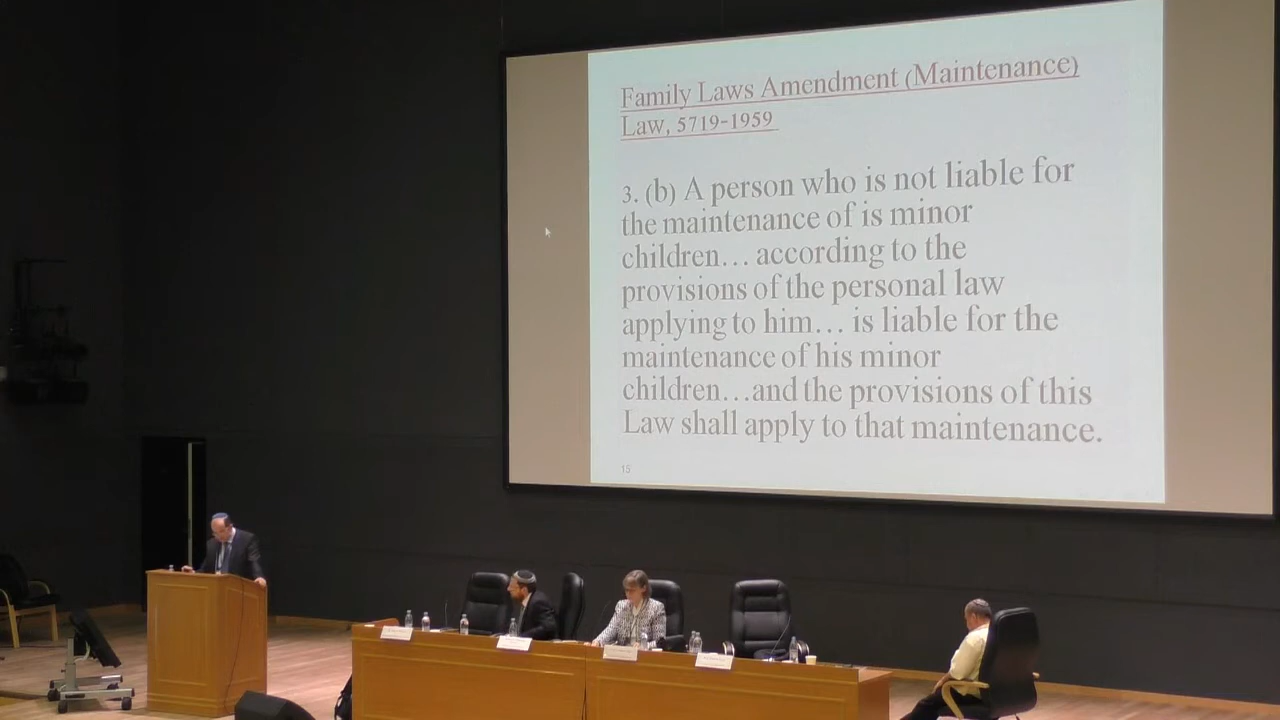 Family Laws Amendment (Maintenance)
Law, 5719-1959
3. (b) A person who is not liable for
the maintenance of is minor
children... according to the
provisions of the personal law
applying to him... is liable for the
maintenance of his minor
children...and the provisions of this
Law shall apply to that maintenance.
15